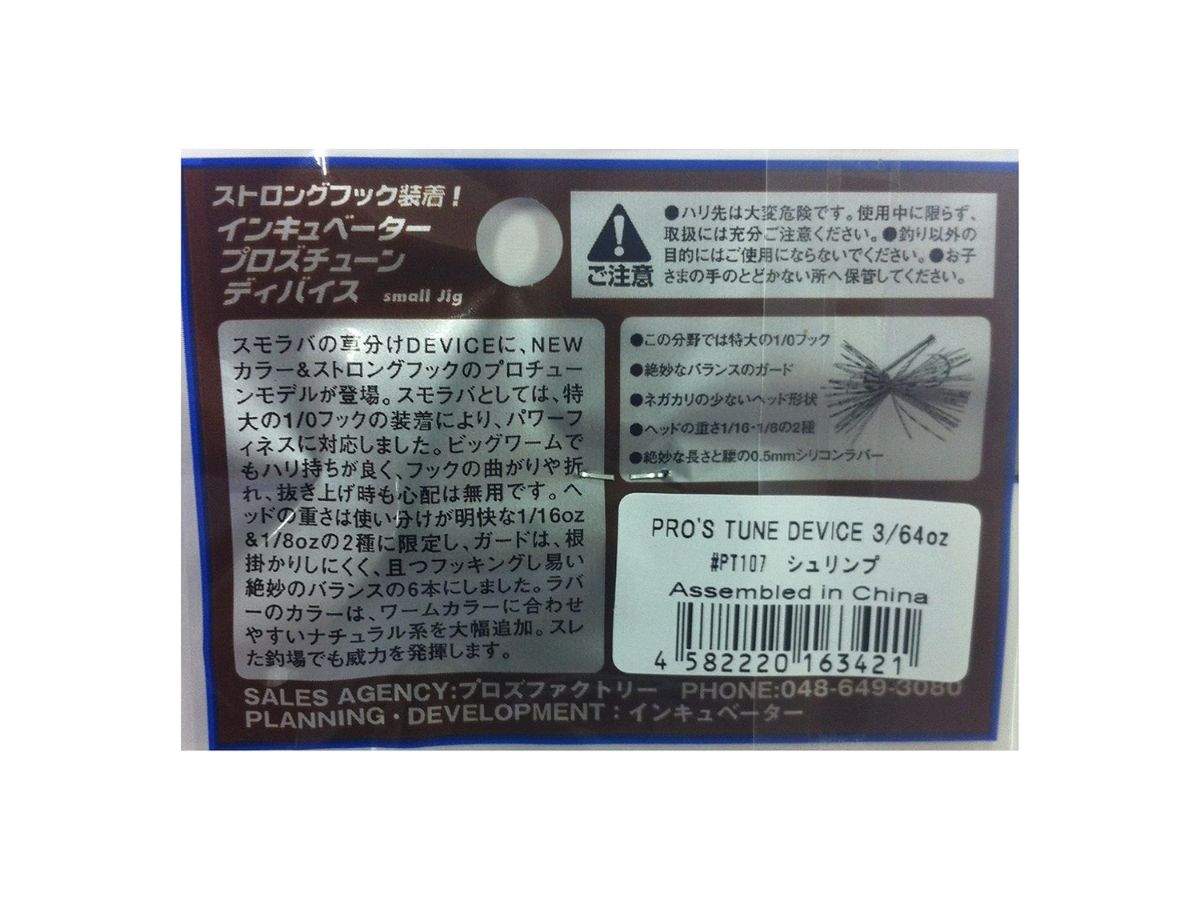 ストロングフック装着！
インキュベーター
プロズチューン
ディバイス small Jig
ご注意
●ハリ先は大変危険です。使用中に限らず、
取扱には充分ご注意ください。●釣り以外の
目的にはご使用にならないでください。●お子
さまの手のとどかない所へ保管してください。
スモラバの草分けDEVICEに、NEW
カラー&ストロングフックのプロチュー
ンモデルが登場。スモラバとしては、特
大の1/0フックの装着により、パワーフ
ィネスに対応しました。ビッグワームで
もハリ持ちが良く、フックの曲がりや折
れ、抜き上げ時も心配は無用です。ヘ
ッドの重さは使い分けが明快な1/16oz
&1/8ozの2種に限定し、ガードは、根
掛かりしにくく、且つフッキングし易い
絶妙のバランスの6本にしました。ラバ
ーのカラーは、ワームカラーに合わせ
やすいナチュラル系を大幅追加。スレ
た釣場でも威力を発揮します。
●この分野では特大の1/0フック
●絶妙なバランスのガード
●ネガカリの少ないヘッド形状
●ヘッドの重さ1/16・1/8の2種
●絶妙な長さと腰の0.5mmシリコンラバー
PRO'S TUNE DEVICE 3/64oz
#PT107 シュリンプ
Assembled in China
4 582220 163421
SALES AGENCY:プロズファクトリー PHONE:048-649-3080
PLANNING・DEVELOPMENT：インキュベーター